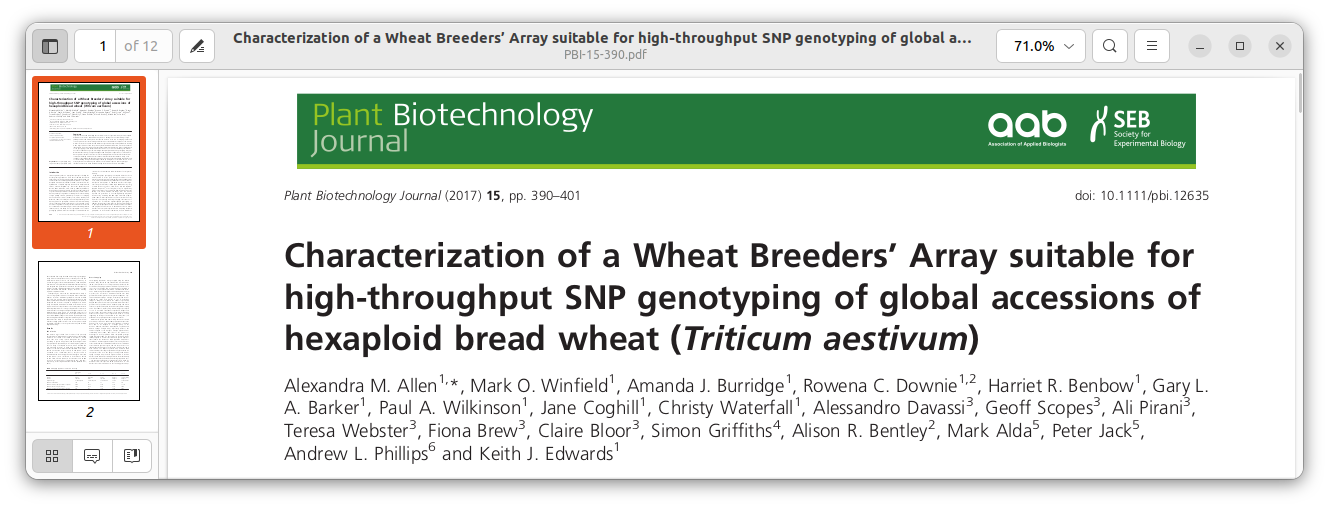 1 of 12
Characterization of a Wheat Breeders’ Array suitable for high-throughput SNP genotyping of global a…
PBI-15-390.pdf
71.0%
1
2
Plant Biotechnology
Journal
aab
Association of Applied Biologists
SEB
Society for
Experimental Biology
Plant Biotechnology Journal (2017) 15, pp. 390–401
doi: 10.1111/pbi.12635
Characterization of a Wheat Breeders’ Array suitable for
high-throughput SNP genotyping of global accessions of
hexaploid bread wheat (Triticum aestivum)
Alexandra M. Allen1,*, Mark O. Winfield1, Amanda J. Burridge1, Rowena C. Downie1,2, Harriet R. Benbow1, Gary L.
A. Barker1, Paul A. Wilkinson1, Jane Coghill1, Christy Waterfall1, Alessandro Davassi3, Geoff Scopes3, Ali Pirani3,
Teresa Webster3, Fiona Brew3, Claire Bloor3, Simon Griffiths4, Alison R. Bentley2, Mark Alda5, Peter Jack5,
Andrew L. Phillips6 and Keith J. Edwards1